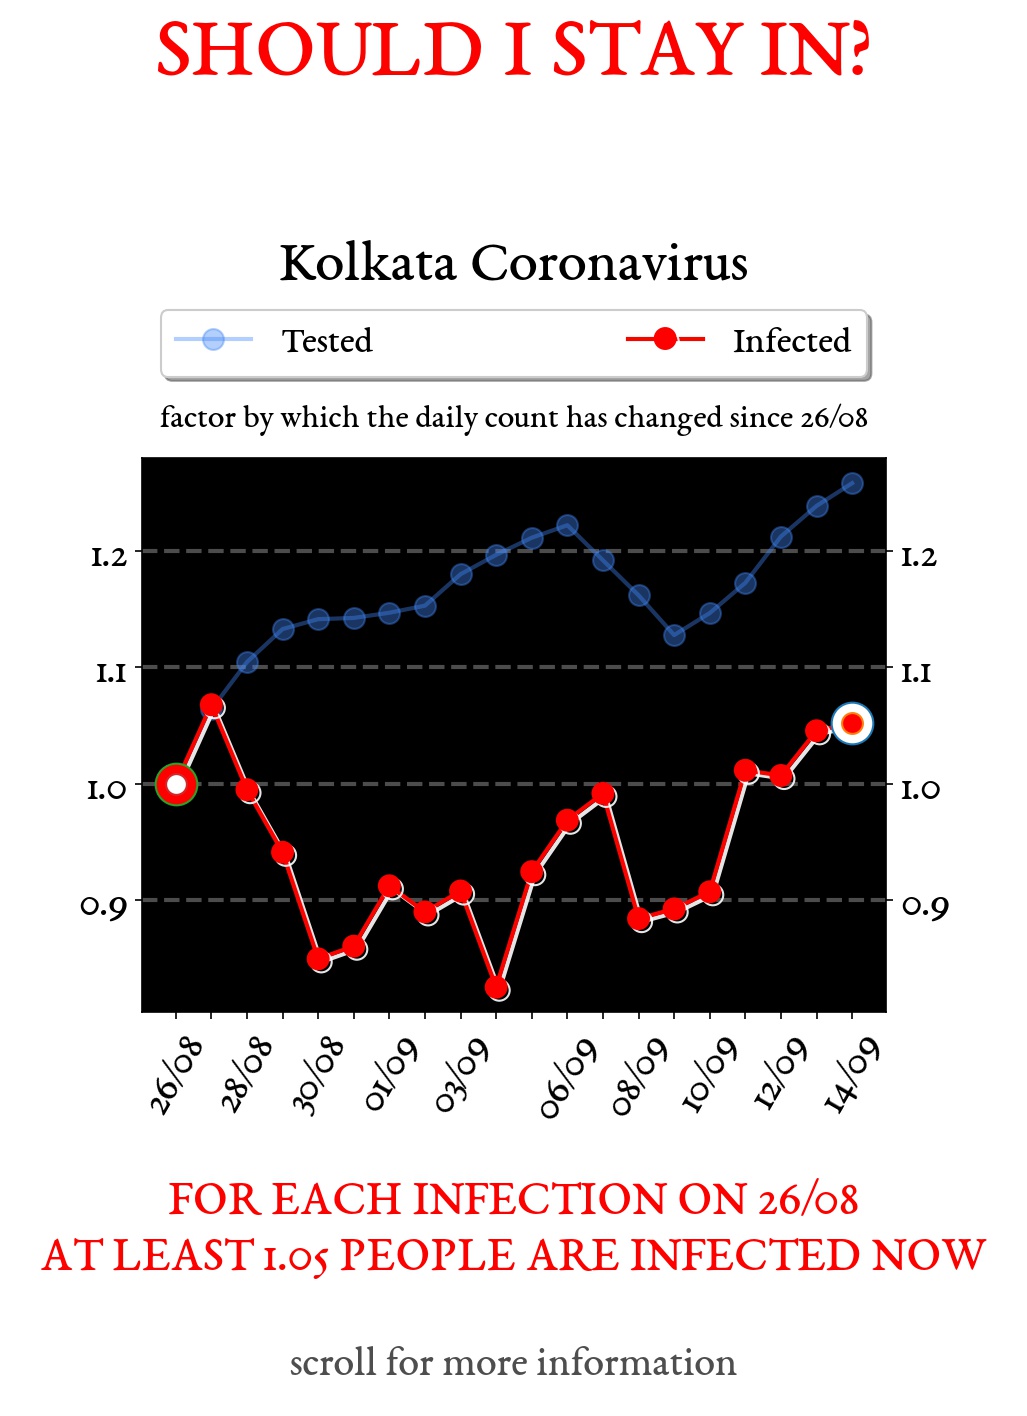 SHOULD I STAY IN?
Kolkata Coronavirus
Tested Infected
factor by which the daily count has changed since 26/08
1.2 1.2
1.1 1.1
1.0 1.0
0.9 0.9
26/08 28/08 30/08 01/09 03/09 06/09 08/09 10/09 12/09 14/09
FOR EACH INFECTION ON 26/08
AT LEAST 1.05 PEOPLE ARE INFECTED NOW
scroll for more information